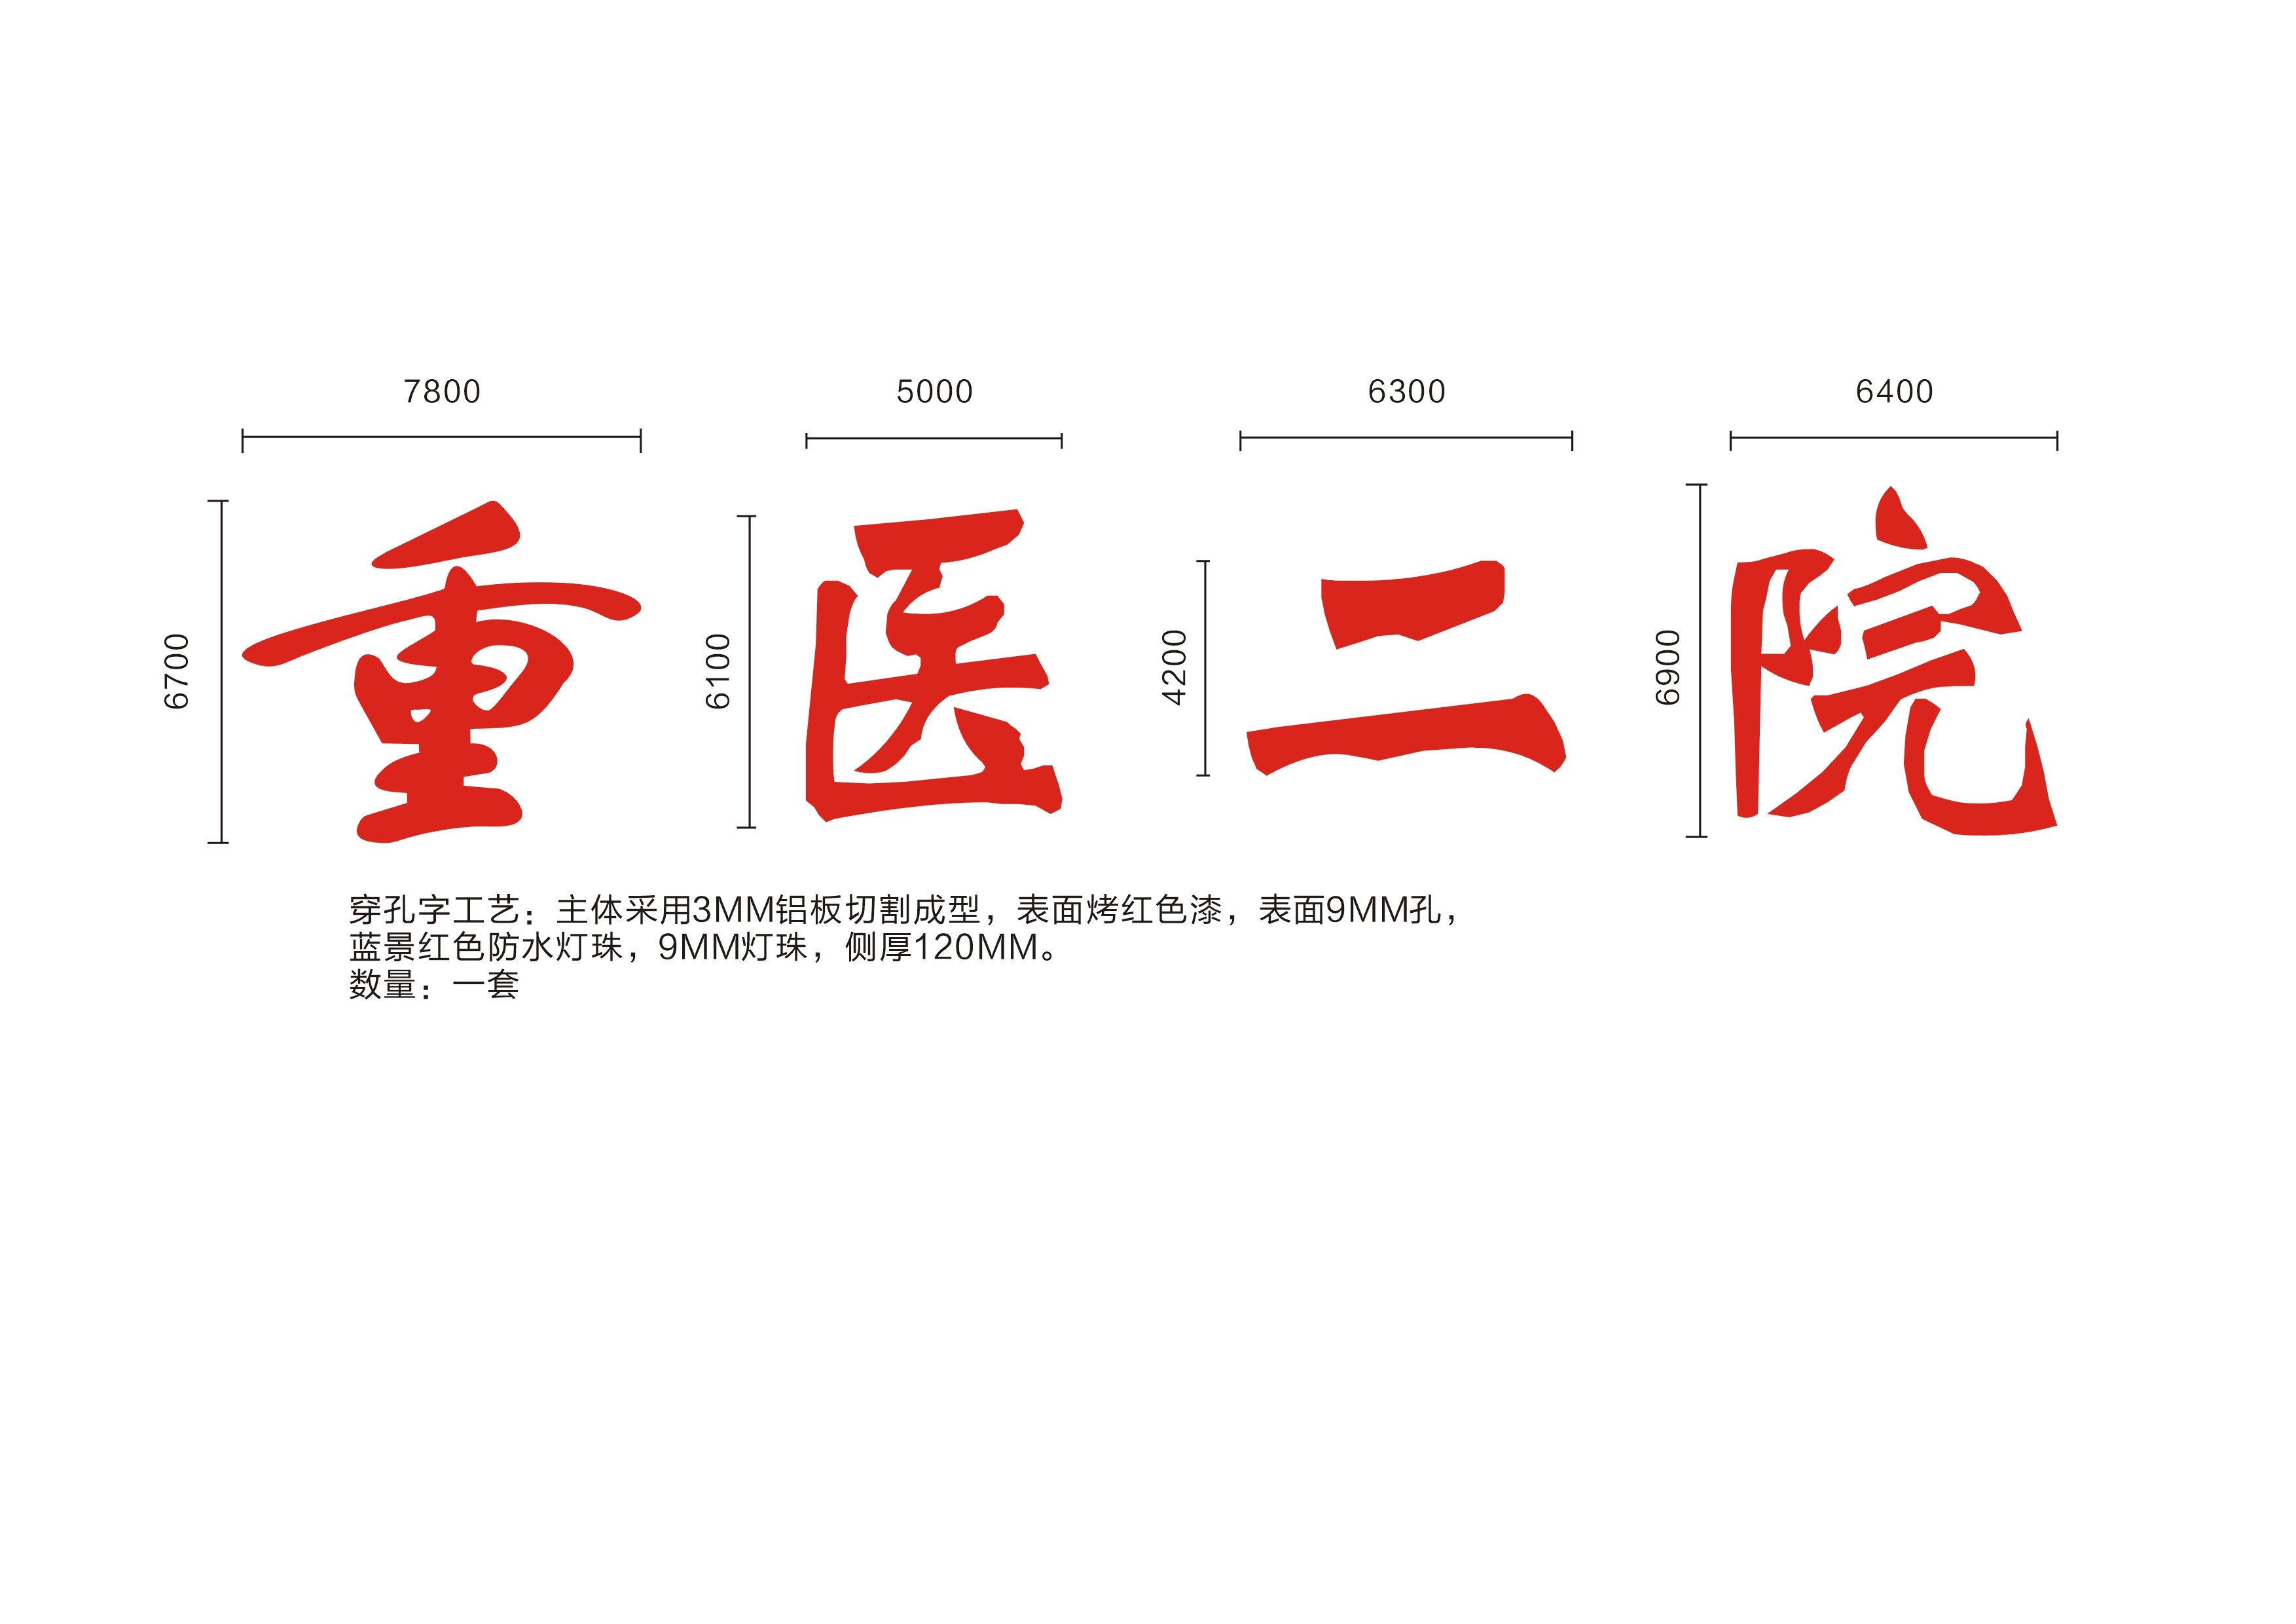 7800 5000 6300 6400
6700 6100 4200 6900
重医二院
穿孔字工艺：主体采用3MM铝板切割成型，表面烤红色漆，表面9MM孔，
蓝景红色防水灯珠，9MM灯珠，侧厚120MM。
数量：一套